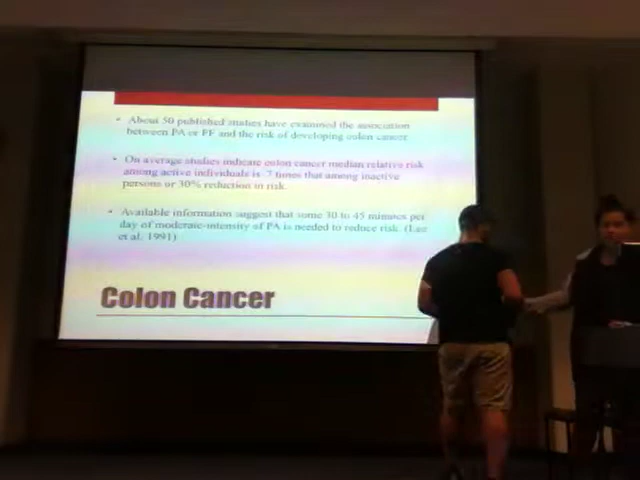 • About 50 published studies have examined the association
between PA or PF and the risk of developing colon cancer.
• On average studies indicate colon cancer median relative risk
among active individuals is .7 times that among inactive
persons or 30% reduction in risk.
• Available information suggest that some 30 to 45 minutes per
day of moderate-intensity of PA is needed to reduce risk. (Lee
et al. 1991)
Colon Cancer